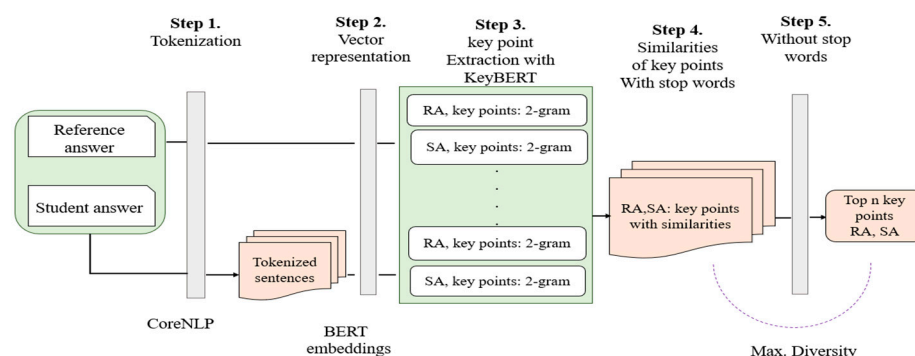 Step 1.
Tokenization
Step 2.
Vector
representation
Step 3.
key point
Extraction with
KeyBERT
Step 4.
Similarities
of key points
With stop words
Step 5.
Without stop
words
Reference
answer
Student answer
Tokenized
sentences
RA, key points: 2-gram
SA, key points: 2-gram
RA, key points: 2-gram
SA, key points: 2-gram
RA,SA: key points
with similarities
Top n key
points
RA, SA
CoreNLP
BERT
embeddings
Max. Diversity